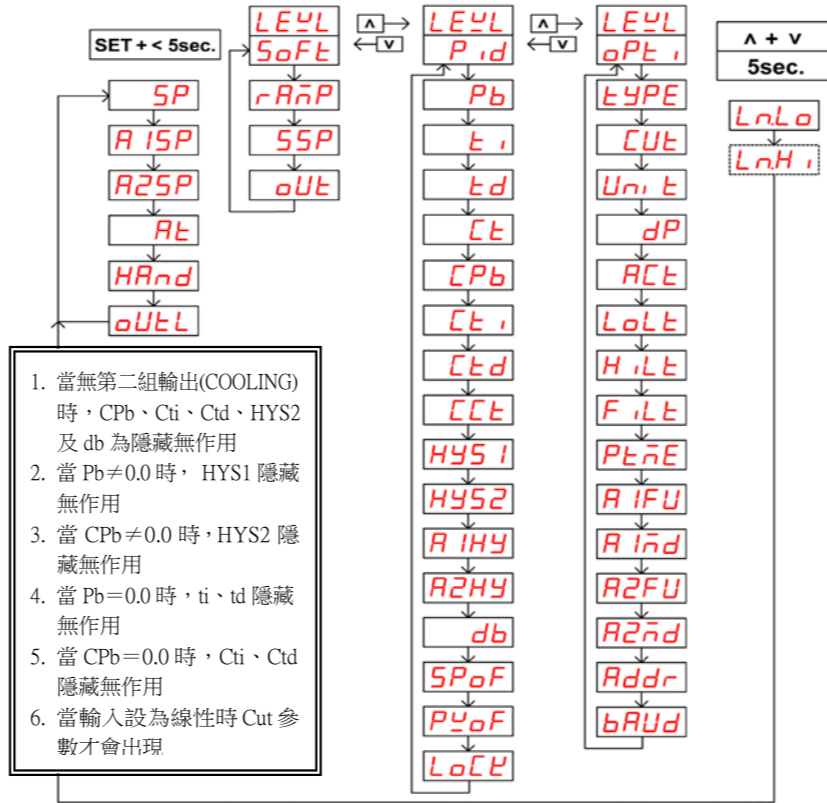 SET + < 5sec.
SP
A1SP
A2SP
At
HAnd
oUtL
LEVL
SoFt
rAmP
SSP
oUt
∧
∨
LEVL
Pid
Pb
ti
td
Ct
CPb
Cti
Ctd
CCt
HYS1
HYS2
A1HY
A2HY
db
SPoF
PVoF
LoCK
∧
∨
LEVL
oPti
tYPE
CUt
Unit
dP
ACt
LoLt
HiLt
FiLt
PtmE
A1FU
A1md
A2FU
A2md
Addr
bAUd
∧ + ∨
5sec.
Ln.Lo
Ln.Hi
1. 當無第二組輸出(COOLING)
時，CPb、Cti、Ctd、HYS2
及 db 為隱藏無作用
2. 當 Pb≠0.0 時， HYS1 隱藏
無作用
3. 當 CPb≠0.0 時，HYS2 隱
藏無作用
4. 當 Pb＝0.0 時，ti、td 隱藏
無作用
5. 當 CPb＝0.0 時，Cti、Ctd
隱藏無作用
6. 當輸入設為線性時 Cut 參
數才會出現